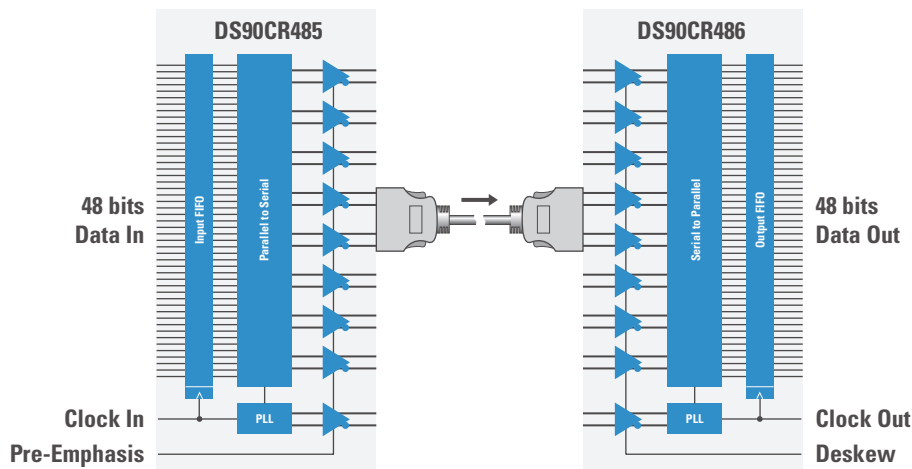 DS90CR485
DS90CR486
48 bits
Data In
Input FIFO
Parallel to Serial
Serial to Parallel
Output FIFO
48 bits
Data Out
Clock In
PLL
PLL
Clock Out
Pre-Emphasis
Deskew